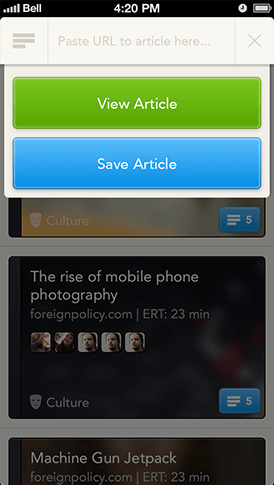 Bell 4:20 PM
Paste URL to article here...
View Article
Save Article
Culture 5
The rise of mobile phone
photography
foreignpolicy.com | ERT: 23 min
Culture 5
Machine Gun Jetpack
foreignpolicy.com | ERT: 23 min